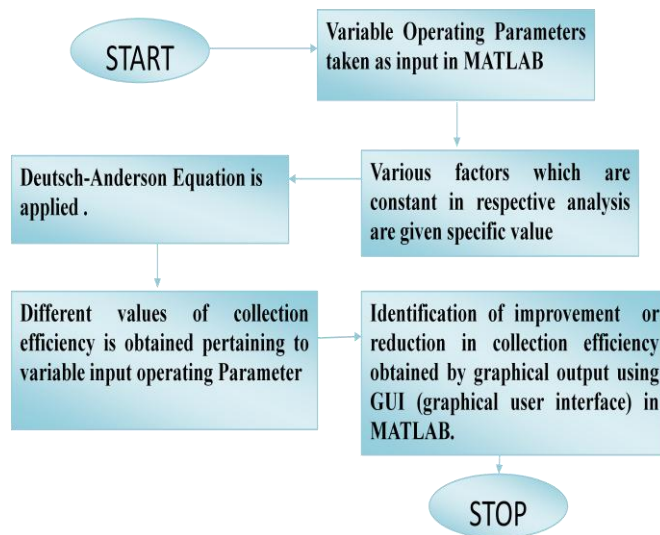 START
Variable Operating Parameters
taken as input in MATLAB
Various factors which are
constant in respective analysis
are given specific value
Deutsch-Anderson Equation is
applied .
Different values of collection
efficiency is obtained pertaining to
variable input operating Parameter
Identification of improvement or
reduction in collection efficiency
obtained by graphical output using
GUI (graphical user interface) in
MATLAB.
STOP